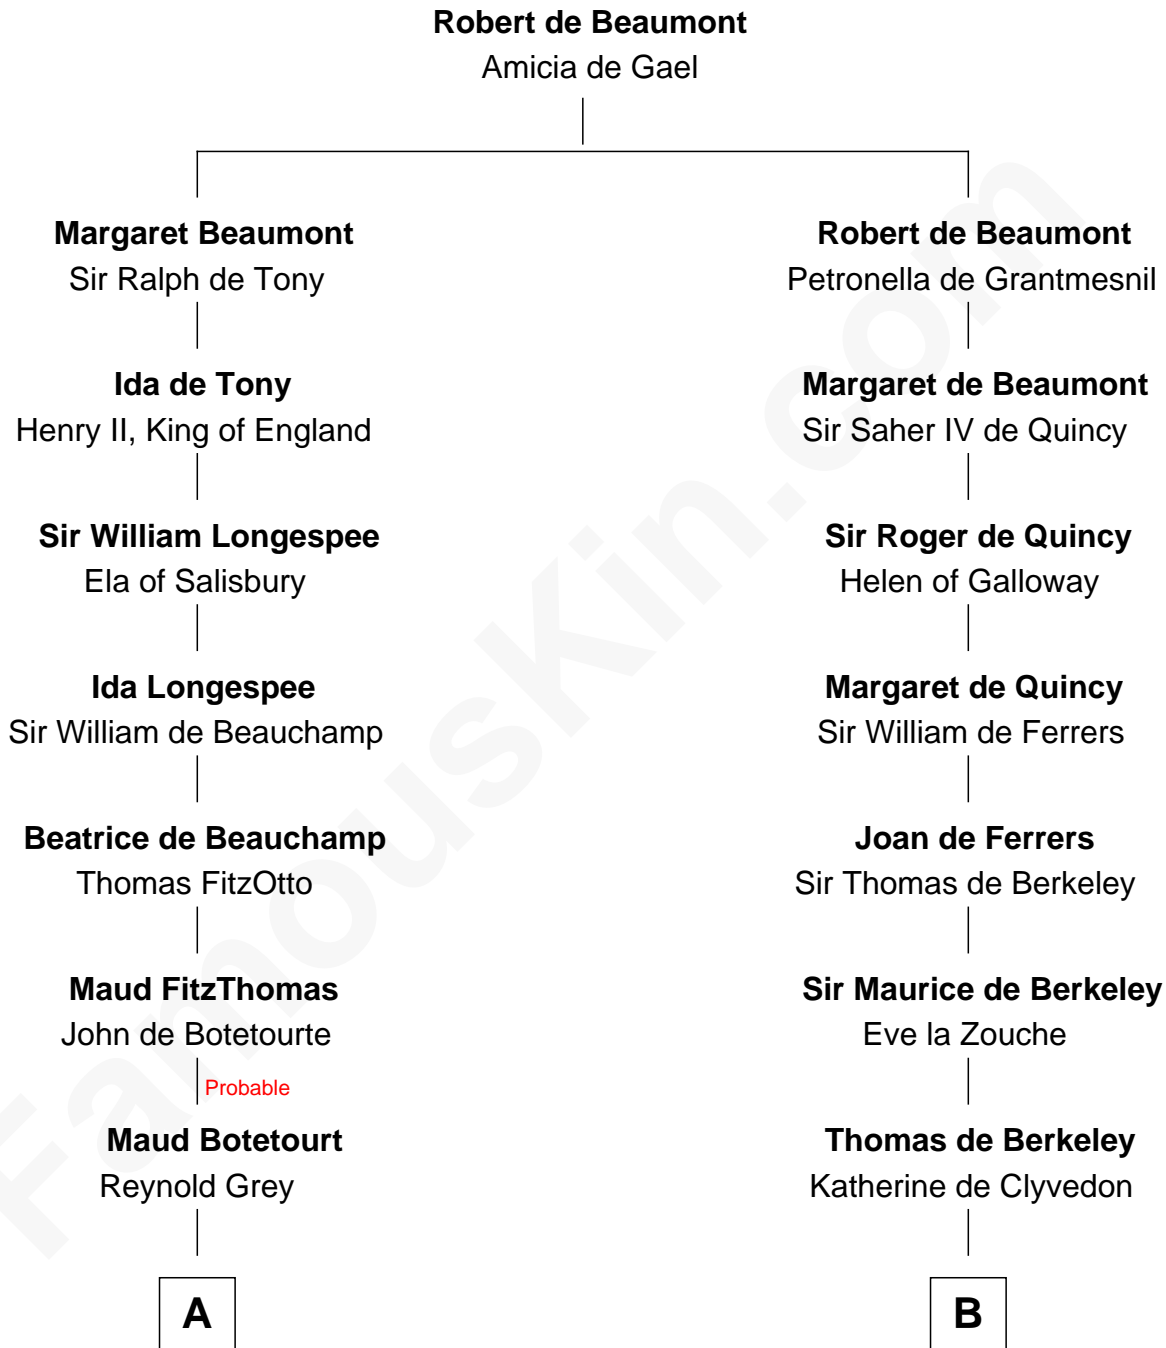 Robert de Beaumont
Amicia de Gael
Margaret Beaumont
Sir Ralph de Tony
Robert de Beaumont
Petronella de Grantmesnil
Ida de Tony
Henry II, King of England
Margaret de Beaumont
Sir Saher IV de Quincy
Sir William Longespee
Ela of Salisbury
Sir Roger de Quincy
Helen of Galloway
Ida Longespee
Sir William de Beauchamp
Margaret de Quincy
Sir William de Ferrers
Beatrice de Beauchamp
Thomas FitzOtto
Joan de Ferrers
Sir Thomas de Berkeley
Maud FitzThomas
John de Botetourte
Sir Maurice de Berkeley
Eve la Zouche
Probable
Maud Botetourt
Reynold Grey
Thomas de Berkeley
Katherine de Clyvedon
A
B
FamousKin.com